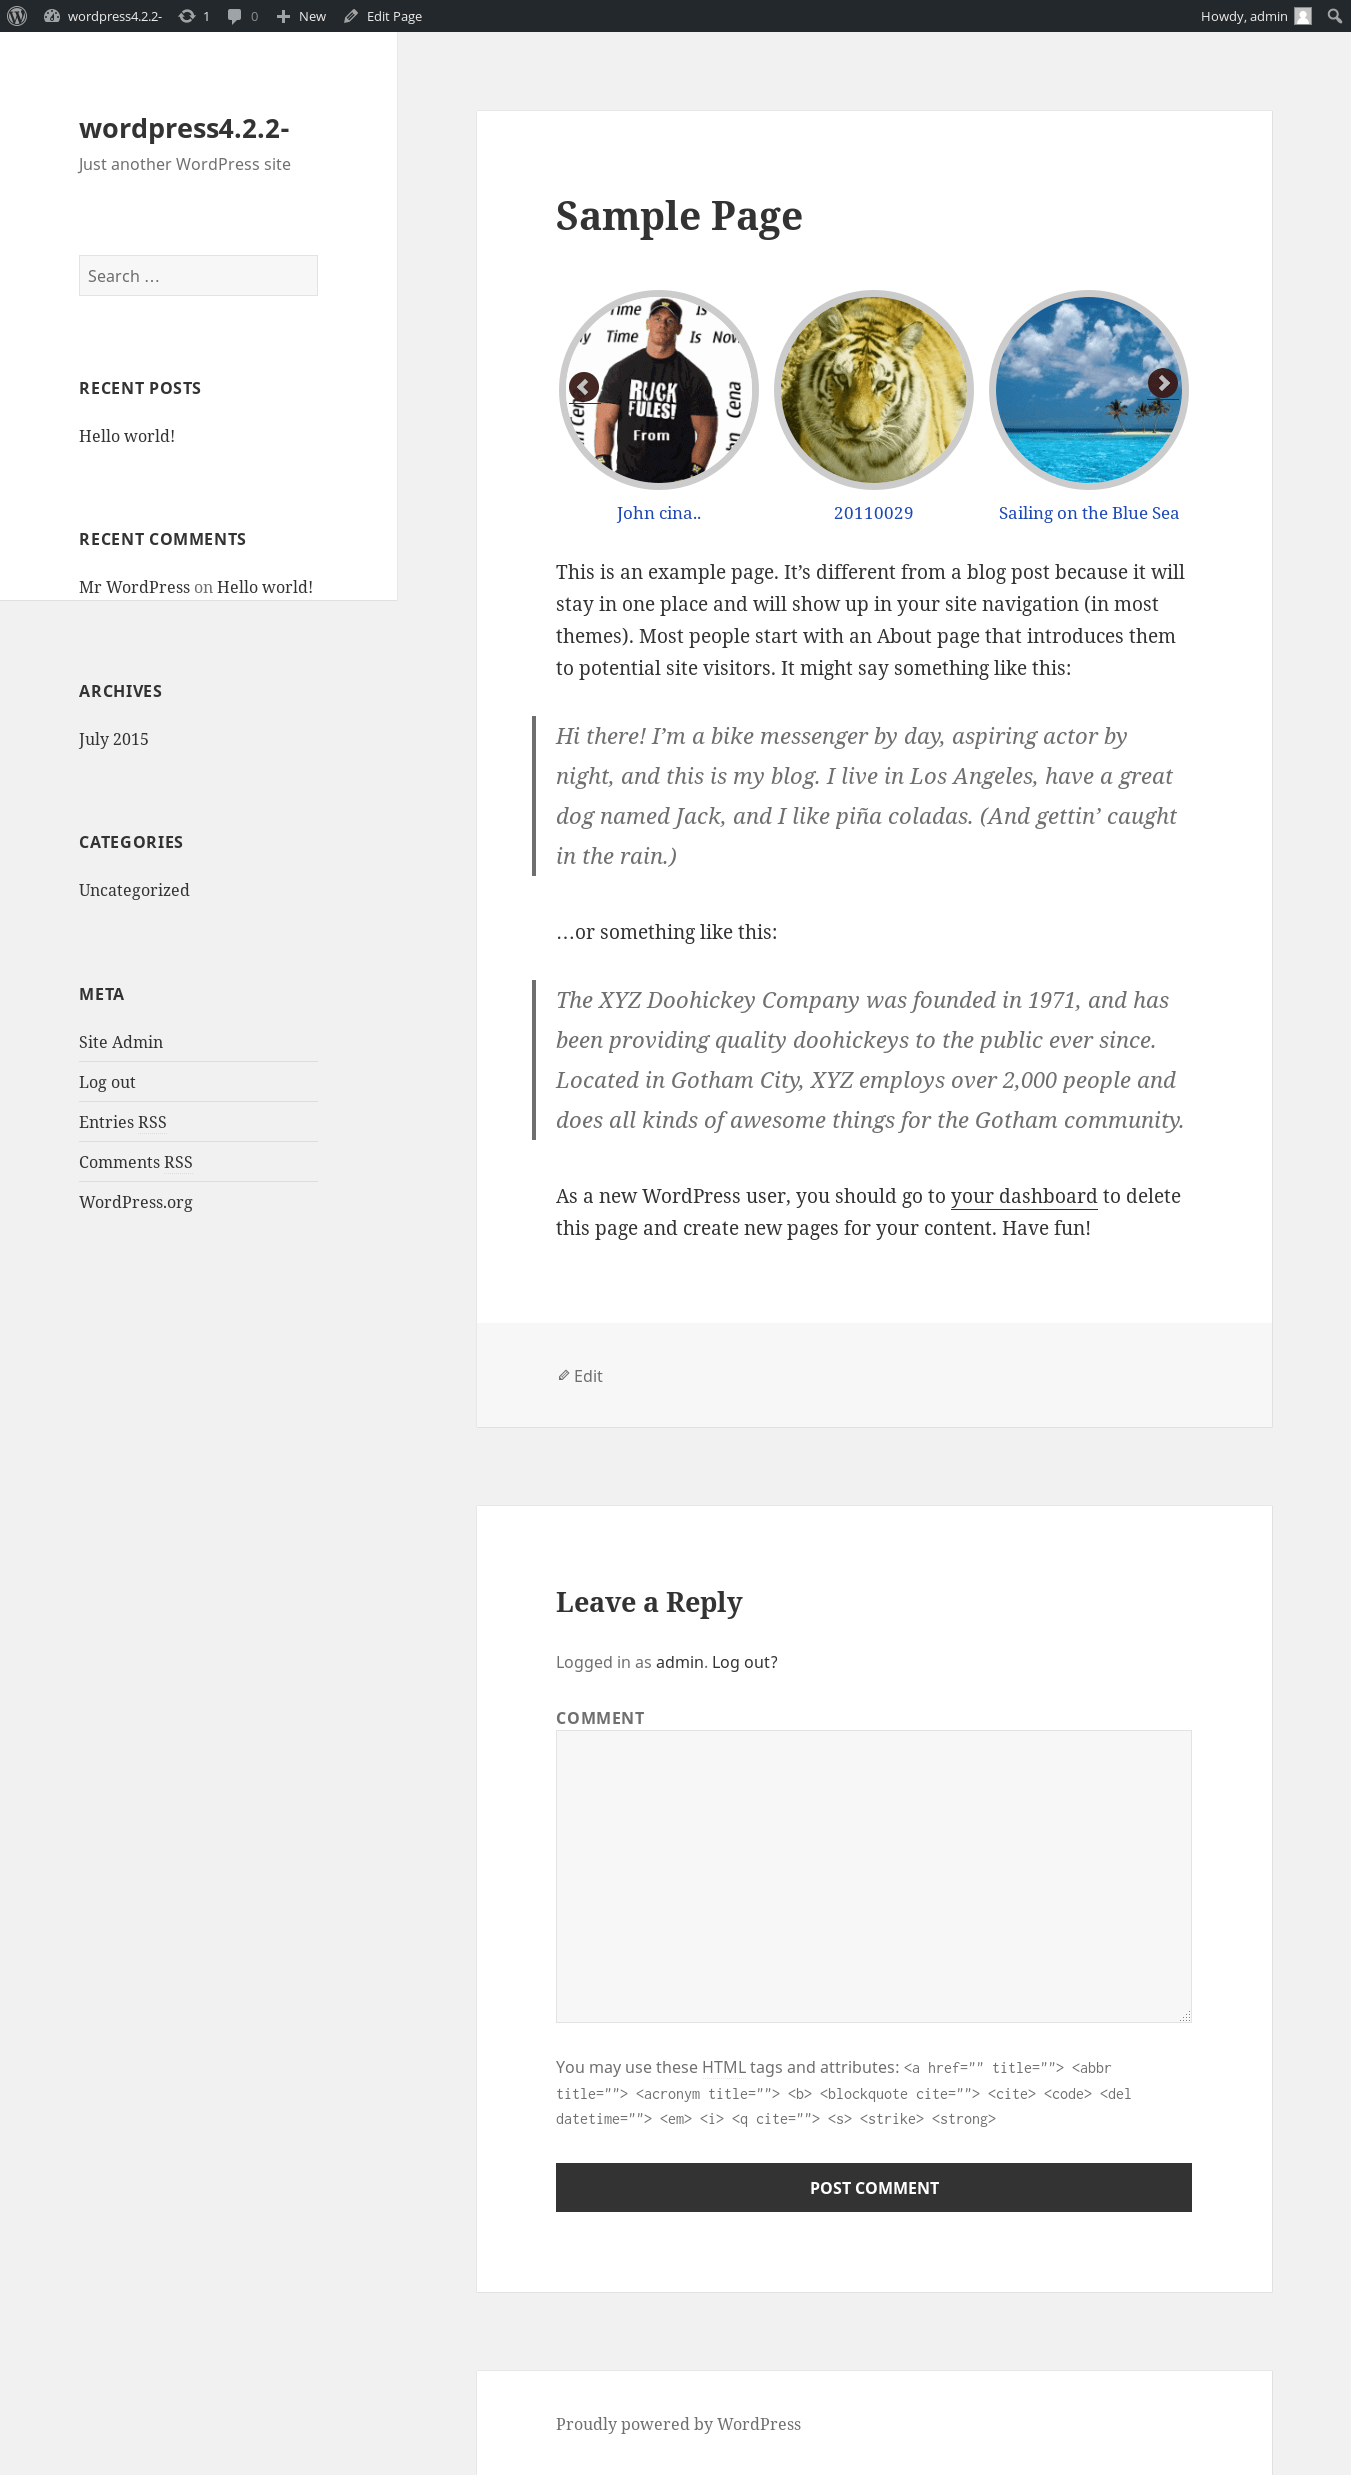 wordpress4.2.2-
1
0
New
Edit Page
Howdy, admin
wordpress4.2.2-
Just another WordPress site
Search …
RECENT POSTS
Hello world!
RECENT COMMENTS
Mr WordPress on Hello world!
ARCHIVES
July 2015
CATEGORIES
Uncategorized
META
Site Admin
Log out
Entries RSS
Comments RSS
WordPress.org
Sample Page
Time Is
Time Is Now
RUCK
FULES!
From
Cena
John cina..
20110029
Sailing on the Blue Sea
This is an example page. It’s different from a blog post because it will
stay in one place and will show up in your site navigation (in most
themes). Most people start with an About page that introduces them
to potential site visitors. It might say something like this:
Hi there! I’m a bike messenger by day, aspiring actor by
night, and this is my blog. I live in Los Angeles, have a great
dog named Jack, and I like piña coladas. (And gettin’ caught
in the rain.)
…or something like this:
The XYZ Doohickey Company was founded in 1971, and has
been providing quality doohickeys to the public ever since.
Located in Gotham City, XYZ employs over 2,000 people and
does all kinds of awesome things for the Gotham community.
As a new WordPress user, you should go to your dashboard to delete
this page and create new pages for your content. Have fun!
Edit
Leave a Reply
Logged in as admin. Log out?
COMMENT
You may use these HTML tags and attributes: <a href="" title=""> <abbr
title=""> <acronym title=""> <b> <blockquote cite=""> <cite> <code> <del
datetime=""> <em> <i> <q cite=""> <s> <strike> <strong>
POST COMMENT
Proudly powered by WordPress